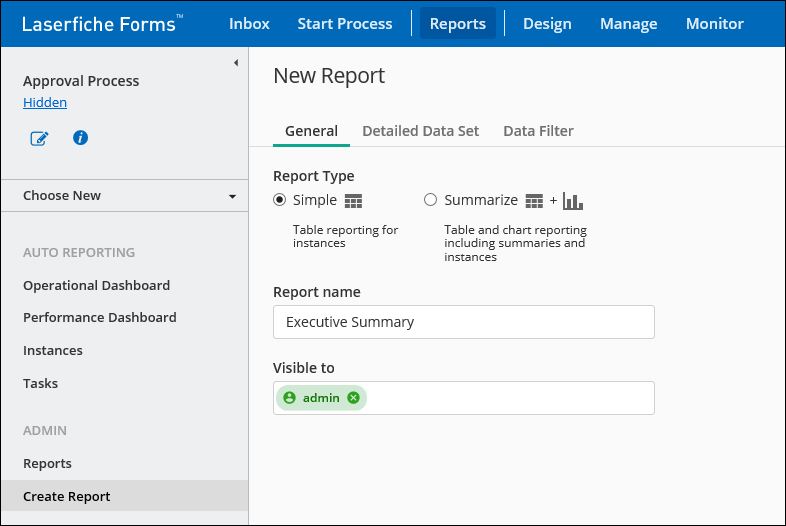 Laserfiche Forms™ Inbox Start Process Reports Design Manage Monitor
Approval Process
Hidden
Choose New
AUTO REPORTING
Operational Dashboard
Performance Dashboard
Instances
Tasks
ADMIN
Reports
Create Report
New Report
General Detailed Data Set Data Filter
Report Type
Simple
Table reporting for
instances
Summarize +
Table and chart reporting
including summaries and
instances
Report name
Executive Summary
Visible to
admin